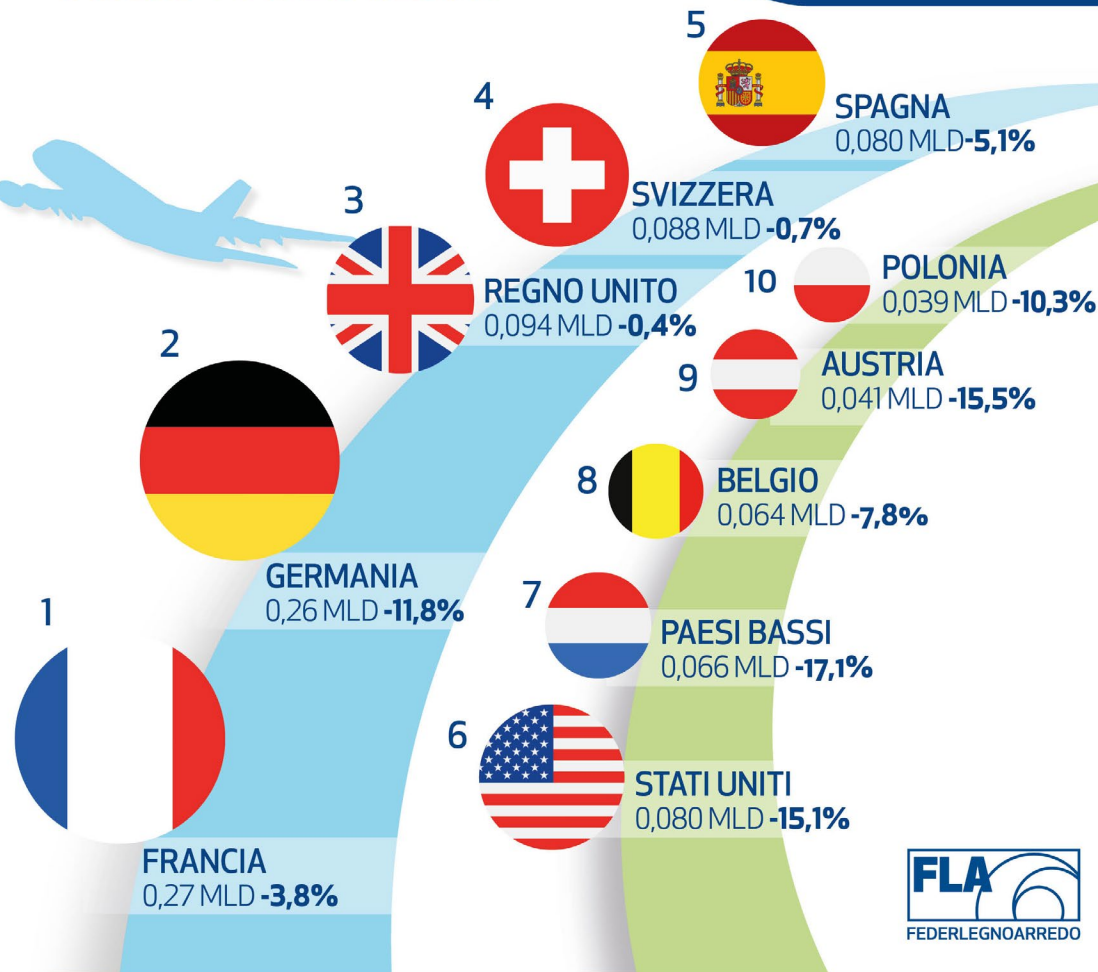 1
FRANCIA
0,27 MLD -3,8%
2
GERMANIA
0,26 MLD -11,8%
3
REGNO UNITO
0,094 MLD -0,4%
4
SVIZZERA
0,088 MLD -0,7%
5
SPAGNA
0,080 MLD-5,1%
6
STATI UNITI
0,080 MLD -15,1%
7
PAESI BASSI
0,066 MLD -17,1%
8
BELGIO
0,064 MLD -7,8%
9
AUSTRIA
0,041 MLD -15,5%
10
POLONIA
0,039 MLD -10,3%
FLA
FEDERLEGNOARREDO